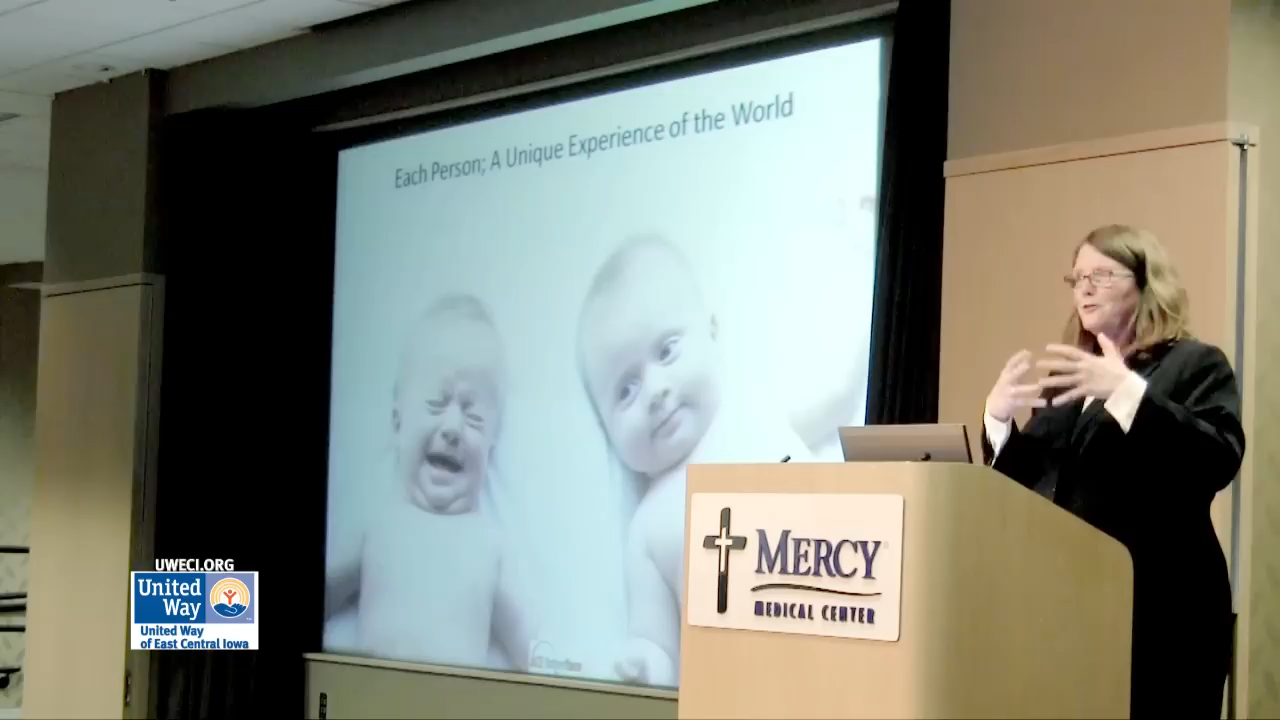 Each Person; A Unique Experience of the World
MERCY
MEDICAL CENTER
UWECI.ORG
United
Way
United Way
of East Central Iowa